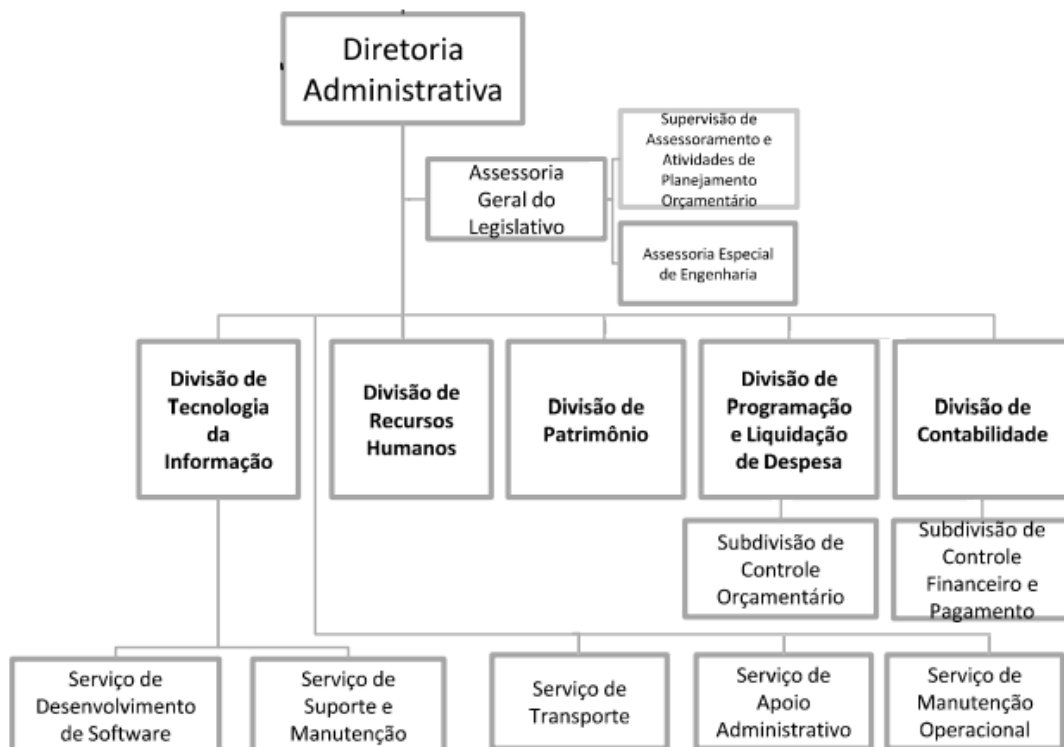 Diretoria
Administrativa
Assessoria
Geral do
Legislativo
Supervisão de
Assessoramento e
Atividades de
Planejamento
Orçamentário
Assessoria Especial
de Engenharia
Divisão de
Tecnologia
da
Informação
Divisão de
Recursos
Humanos
Divisão de
Patrimônio
Divisão de
Programação
e Liquidação
de Despesa
Divisão de
Contabilidade
Subdivisão de
Controle
Orçamentário
Subdivisão de
Controle
Financeiro e
Pagamento
Serviço de
Desenvolvimento
de Software
Serviço de
Suporte e
Manutenção
Serviço de
Transporte
Serviço de
Apoio
Administrativo
Serviço de
Manutenção
Operacional